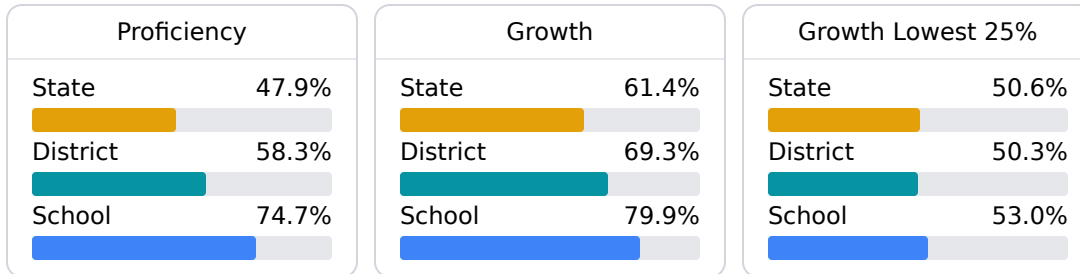 Proficiency
State 47.9%
District 58.3%
School 74.7%
Growth
State 61.4%
District 69.3%
School 79.9%
Growth Lowest 25%
State 50.6%
District 50.3%
School 53.0%